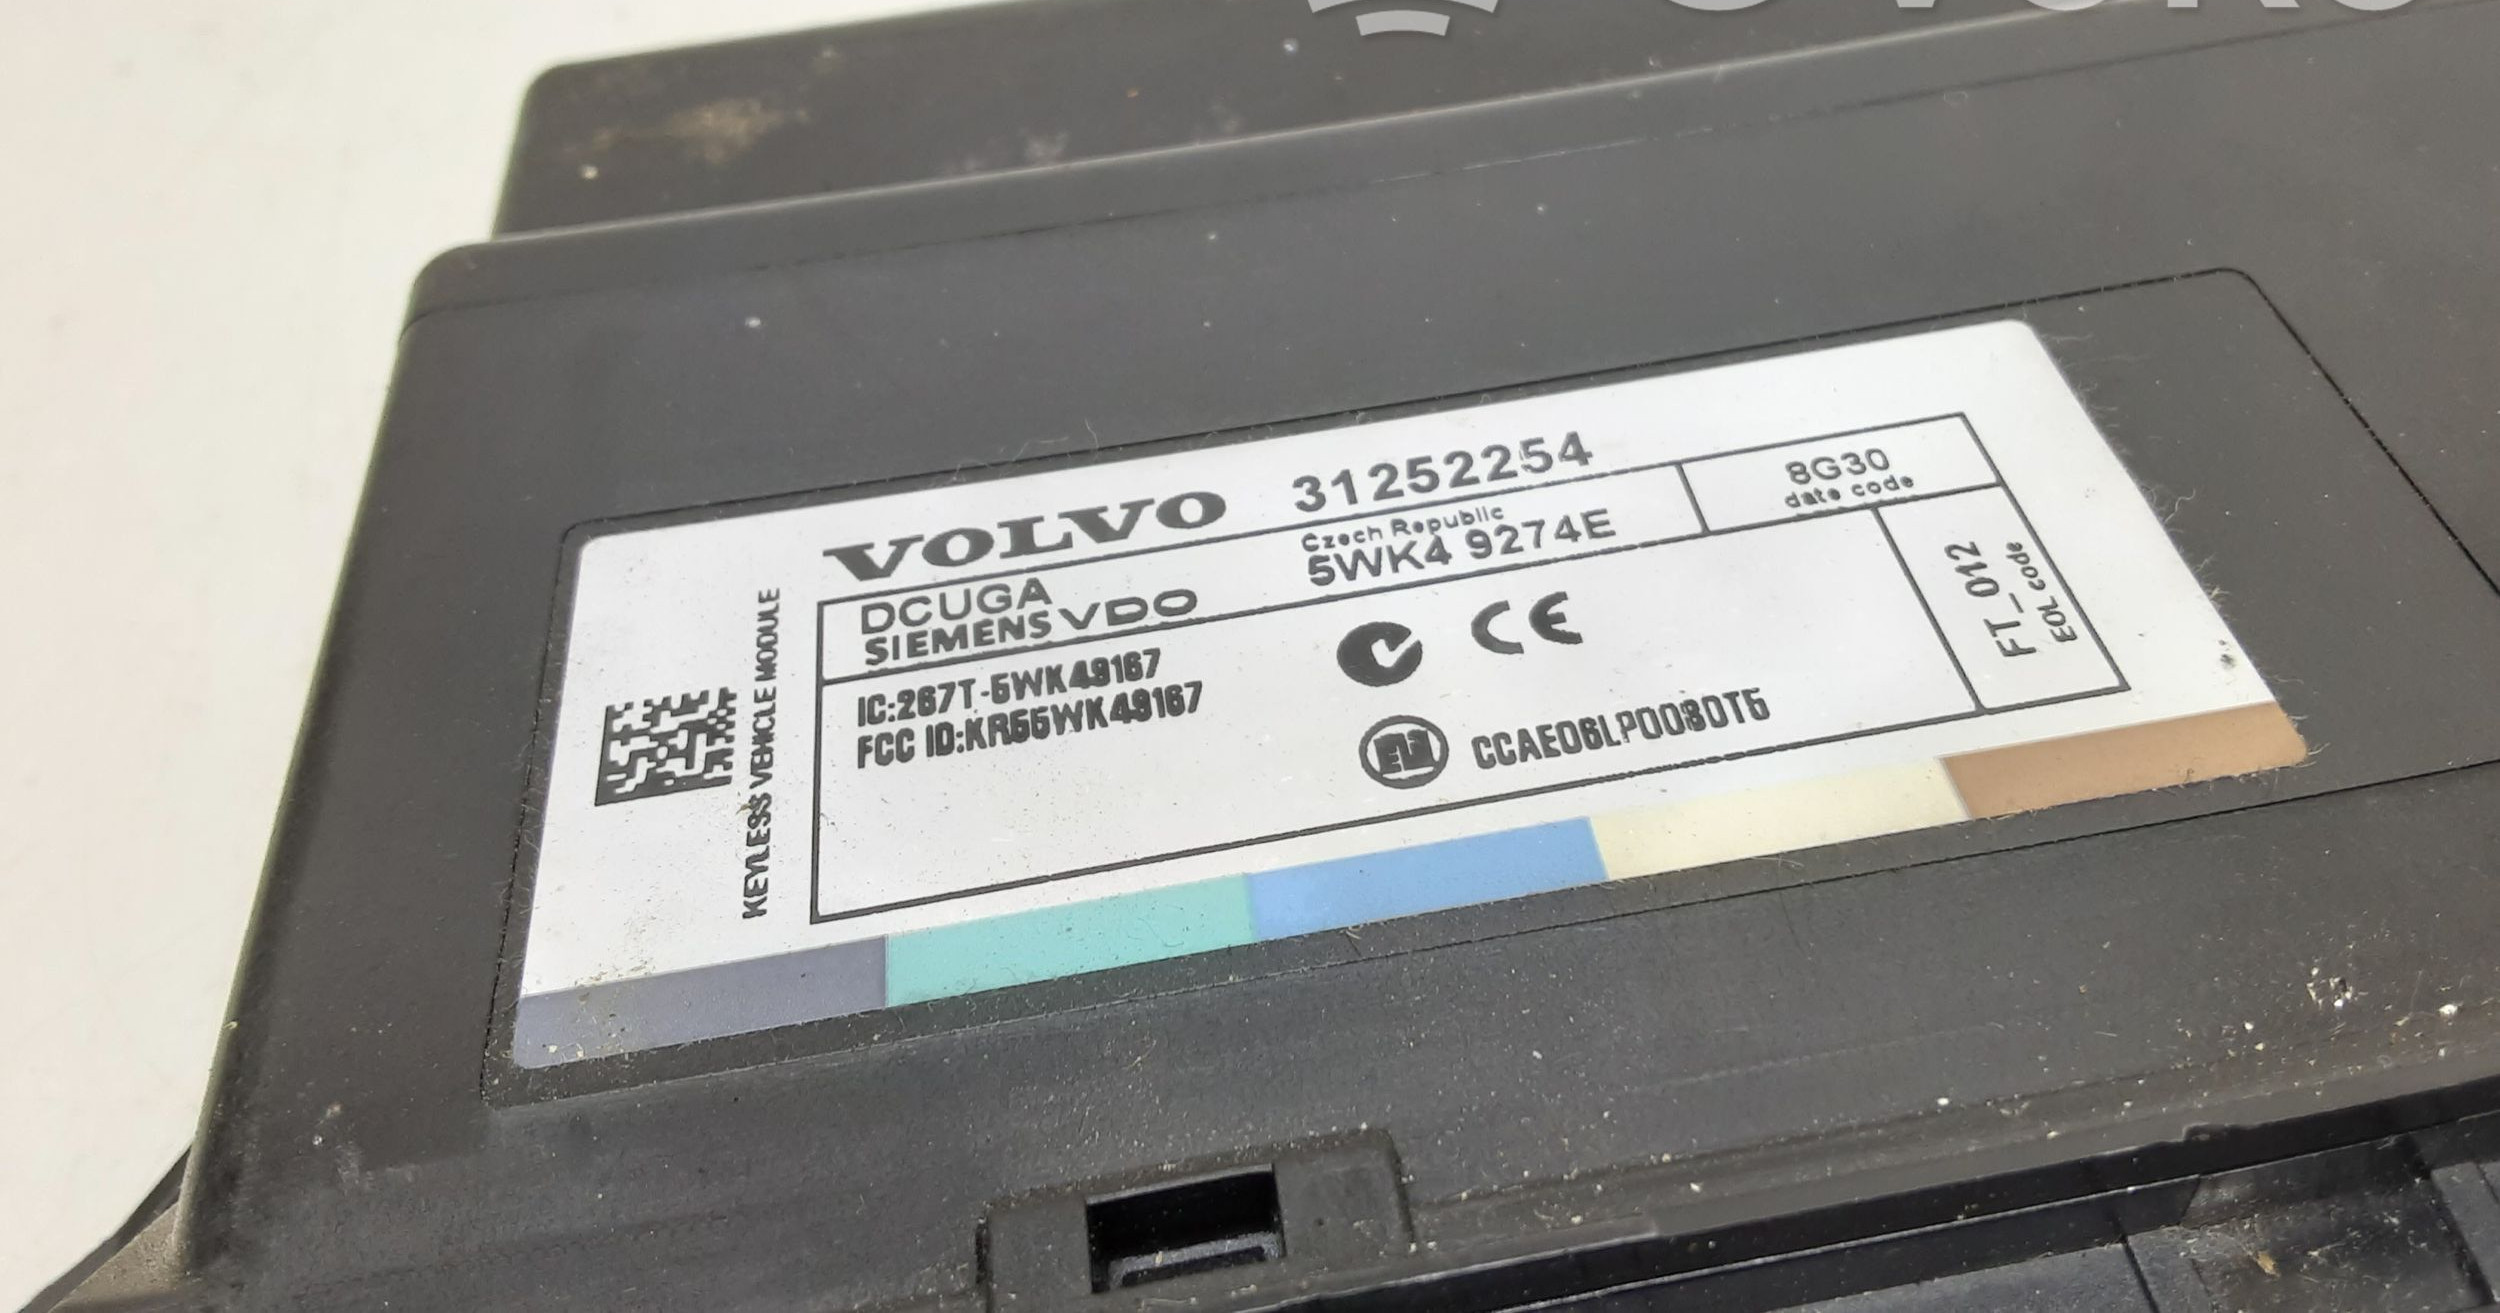 VOLVO 31252254
DCUGA
SIEMENS VDO
Czech Republic
5WK4 9274E
8G30
date code
IC:267T-5WK49167
FCC ID:KR55WK49167
CE
CCAE06LP0080T5
FT_012
EOL code
KEYLESS VEHICLE MODULE